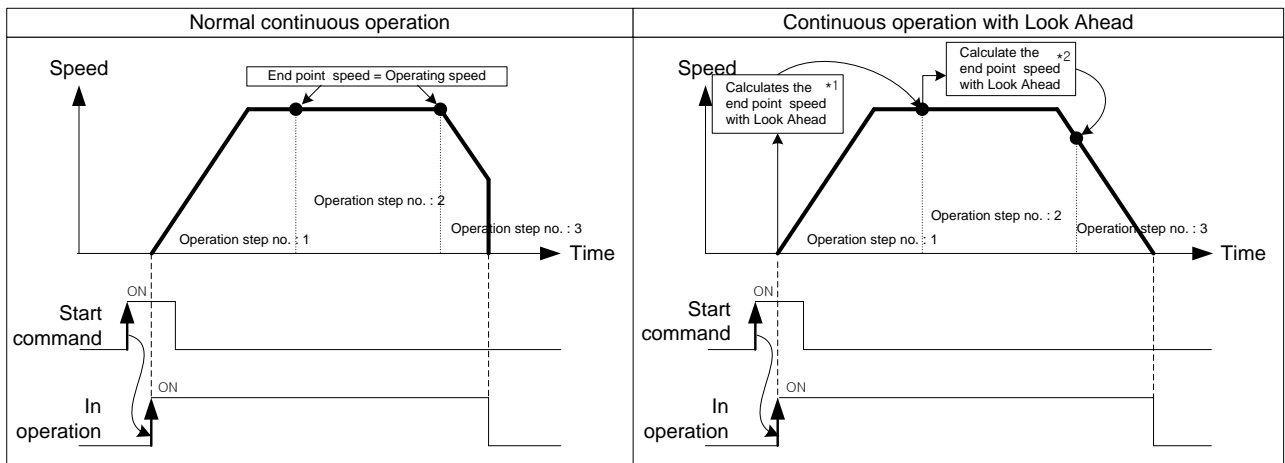 Normal continuous operation
Speed
End point speed = Operating speed
Operation step no. : 2
Operation step no. : 1
Operation step no. : 3
Time
ON
Start
command
ON
In
operation
Continuous operation with Look Ahead
Speed
Calculates the *1
end point speed
with Look Ahead
Calculate the *2
end point speed
with Look Ahead
Operation step no. : 2
Operation step no. : 1
Operation step no. : 3
Time
ON
Start
command
ON
In
operation